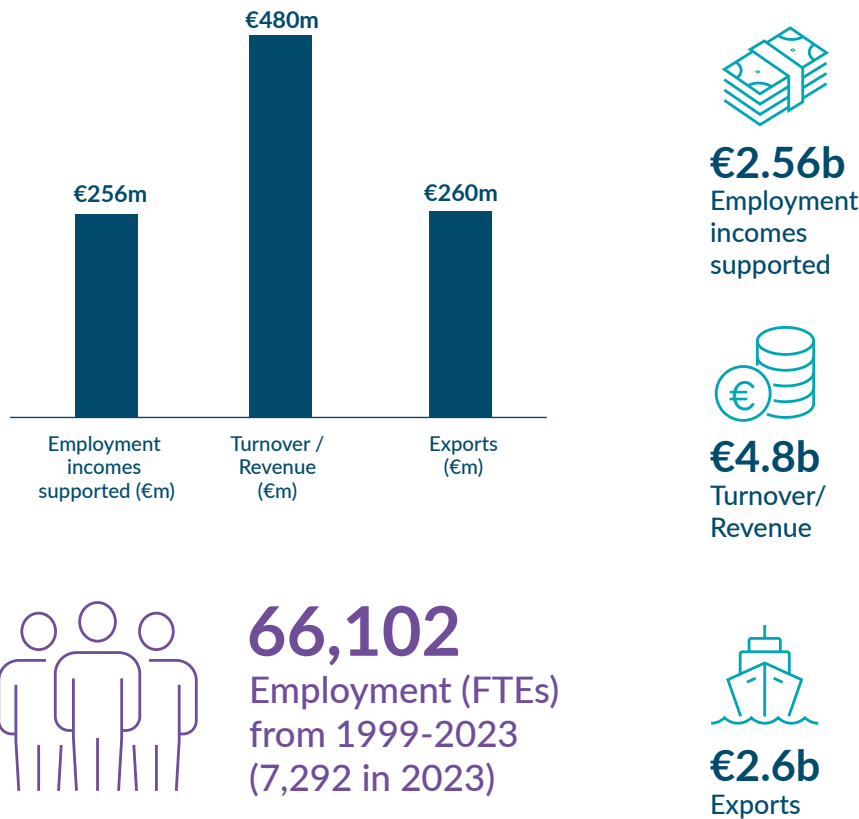 €480m
€256m
€260m
Employment
incomes
supported (€m)
Turnover /
Revenue
(€m)
Exports
(€m)
€2.56b
Employment
incomes
supported
€
€4.8b
Turnover/
Revenue
66,102
Employment (FTEs)
from 1999-2023
(7,292 in 2023)
€2.6b
Exports